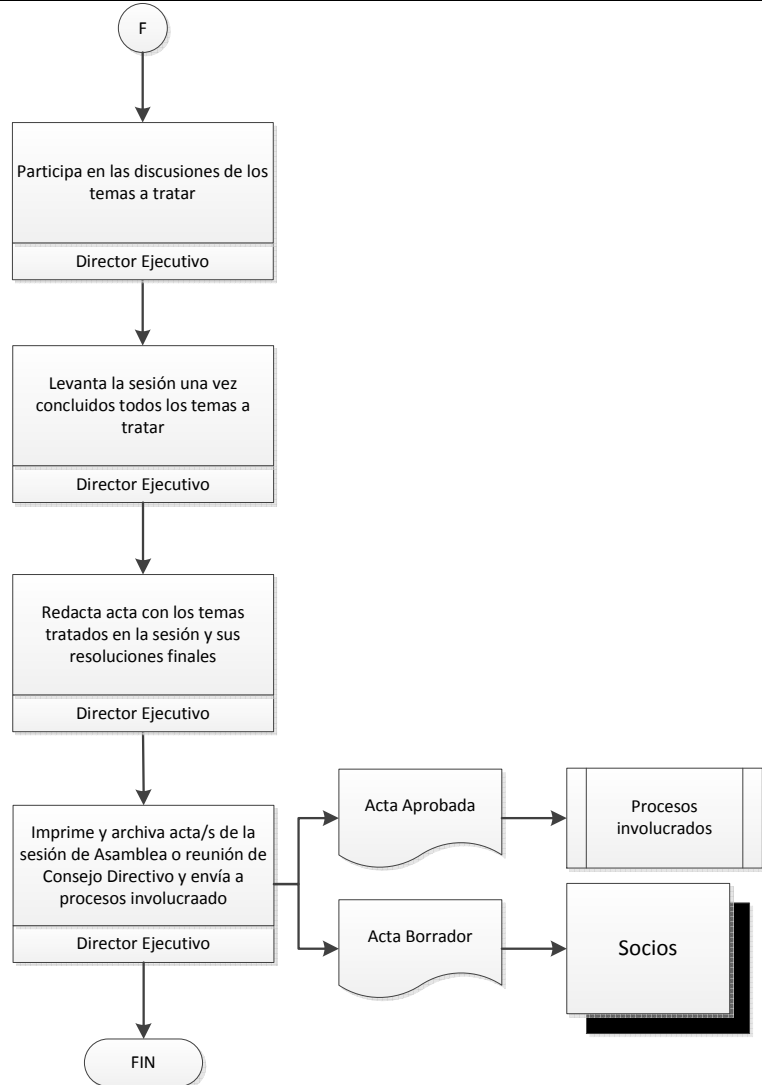 F
Participa en las discusiones de los
temas a tratar
Director Ejecutivo
Levanta la sesión una vez
concluidos todos los temas a
tratar
Director Ejecutivo
Redacta acta con los temas
tratados en la sesión y sus
resoluciones finales
Director Ejecutivo
Imprime y archiva acta/s de la
sesión de Asamblea o reunión de
Consejo Directivo y envía a
procesos involucraado
Director Ejecutivo
Acta Aprobada
Procesos
involucrados
Acta Borrador
Socios
FIN